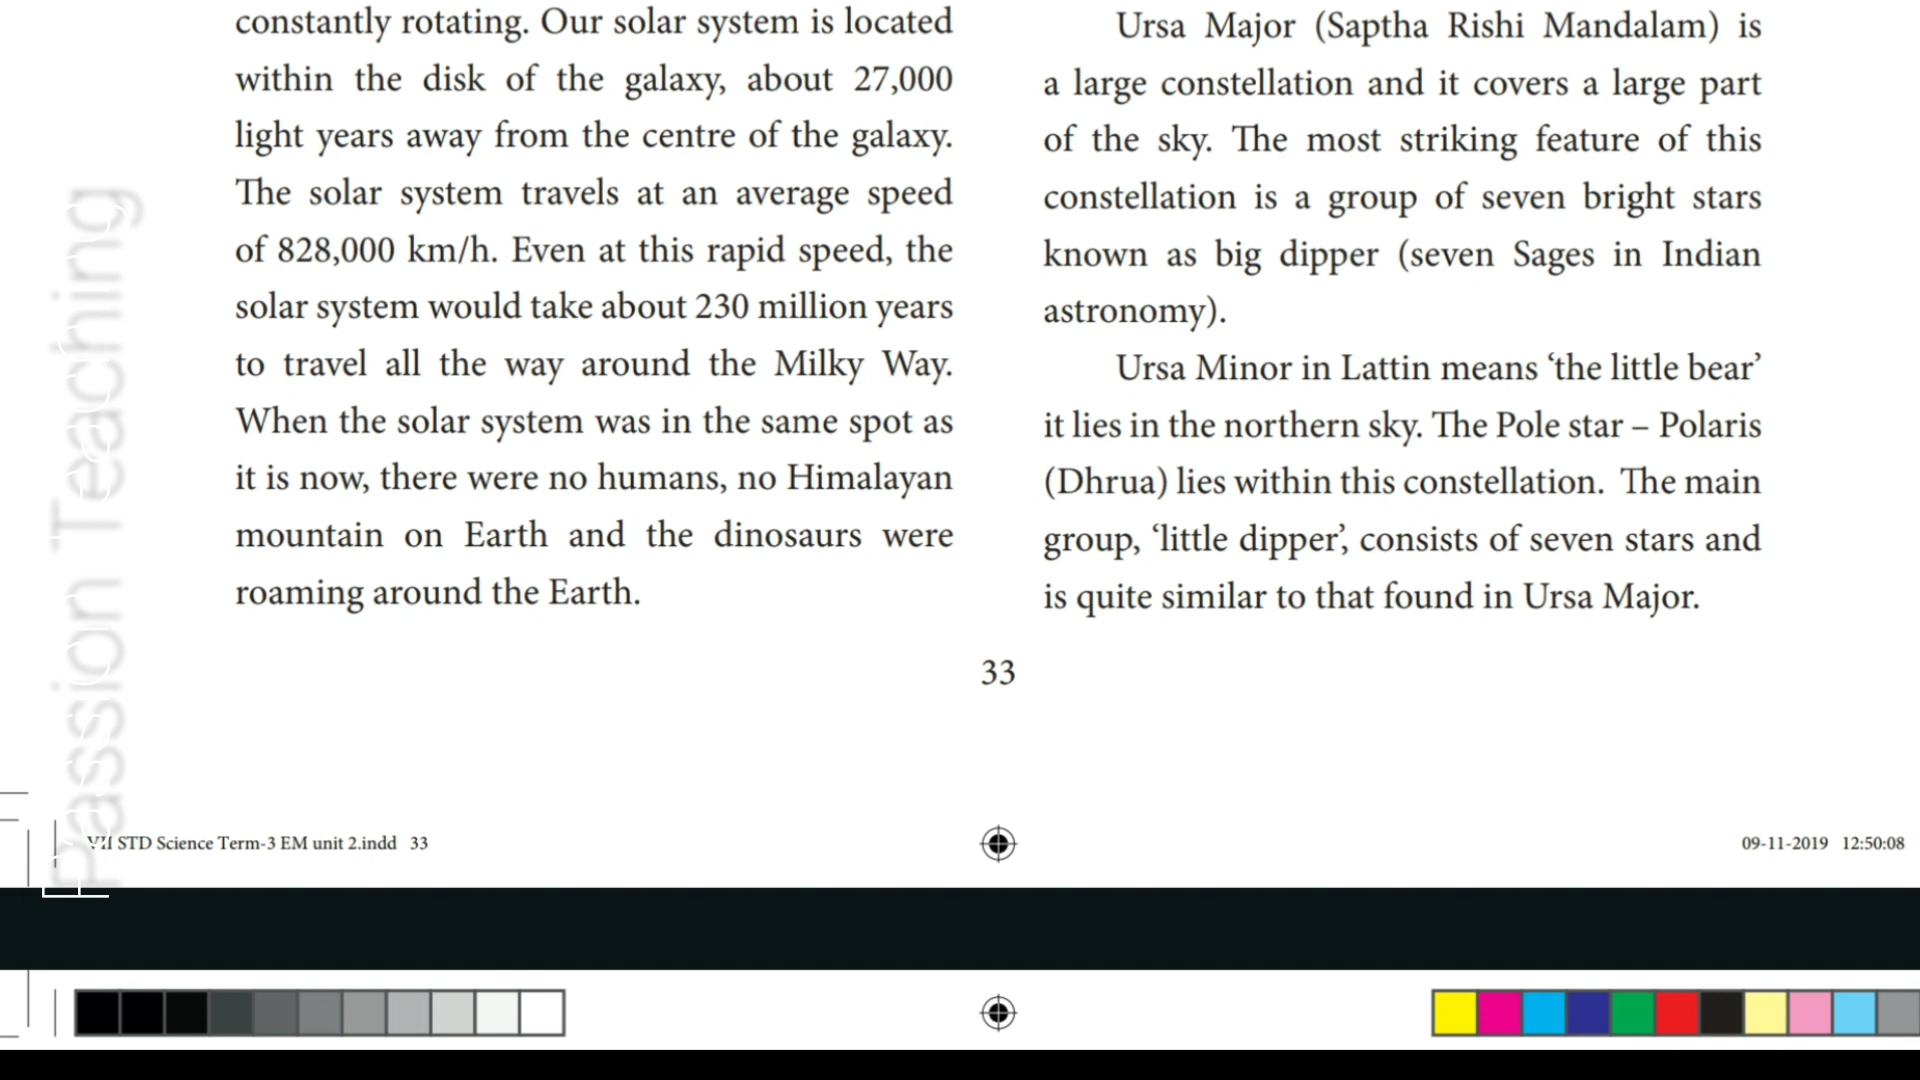 constantly rotating. Our solar system is located
within the disk of the galaxy, about 27,000
light years away from the centre of the galaxy.
The solar system travels at an average speed
of 828,000 km/h. Even at this rapid speed, the
solar system would take about 230 million years
to travel all the way around the Milky Way.
When the solar system was in the same spot as
it is now, there were no humans, no Himalayan
mountain on Earth and the dinosaurs were
roaming around the Earth.
Ursa Major (Saptha Rishi Mandalam) is
a large constellation and it covers a large part
of the sky. The most striking feature of this
constellation is a group of seven bright stars
known as big dipper (seven Sages in Indian
astronomy).
Ursa Minor in Lattin means ‘the little bear’
it lies in the northern sky. The Pole star – Polaris
(Dhrua) lies within this constellation. The main
group, ‘little dipper’, consists of seven stars and
is quite similar to that found in Ursa Major.
33
VII STD Science Term-3 EM unit 2.indd 33
09-11-2019 12:50:08
Passion Teaching